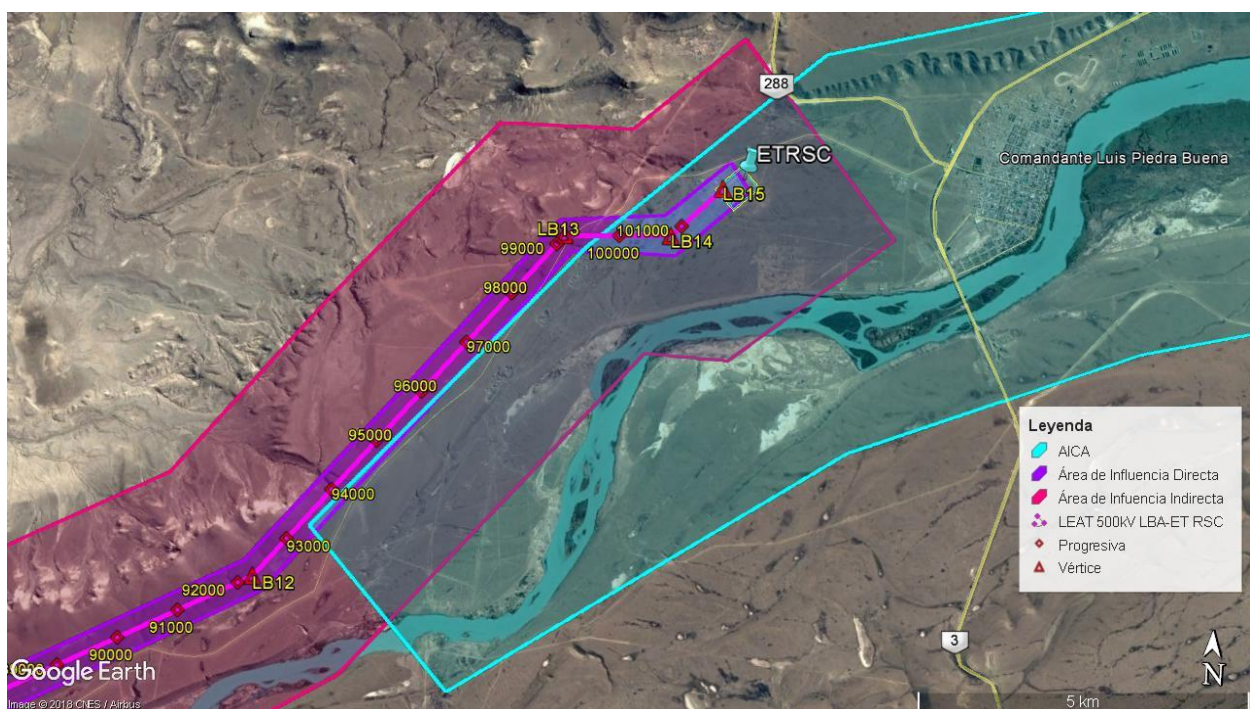 288
ETRSC
Comandante Luis Piedra Buena
LB15
LB13
101000
LB14
99000
100000
98000
97000
96000
95000
94000
93000
92000
LB12
91000
90000
Leyenda
AICA
Área de Influencia Directa
Área de Infuencia Indirecta
LEAT 500kV LBA-ET RSC
Progresiva
Vértice
3
N
Google Earth
Image © 2018 CNES / Airbus
5 km